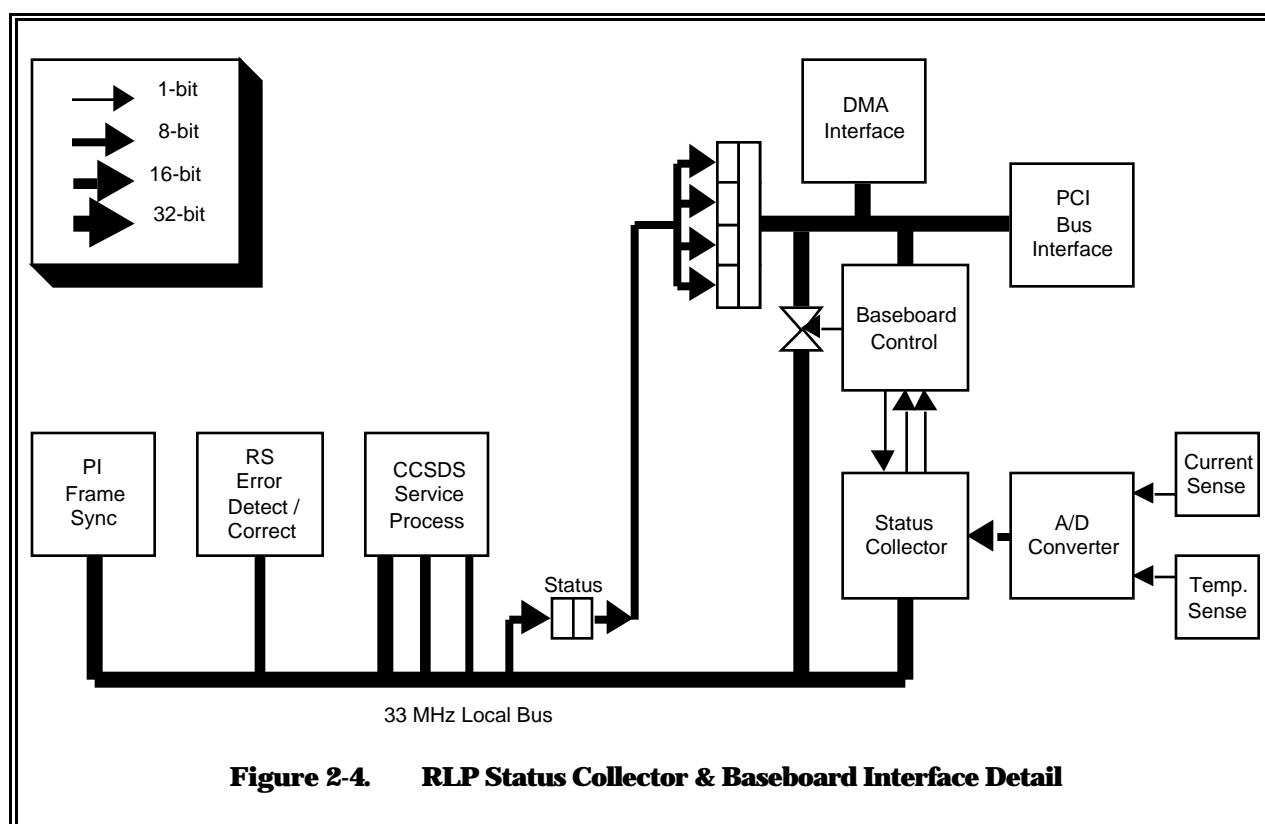 1-bit
8-bit
16-bit
32-bit
DMA
Interface
PCI
Bus
Interface
Baseboard
Control
PI
Frame
Sync
RS
Error
Detect /
Correct
CCSDS
Service
Process
Status
Status
Collector
A/D
Converter
Current
Sense
Temp.
Sense
33 MHz Local Bus
Figure 2-4. RLP Status Collector & Baseboard Interface Detail